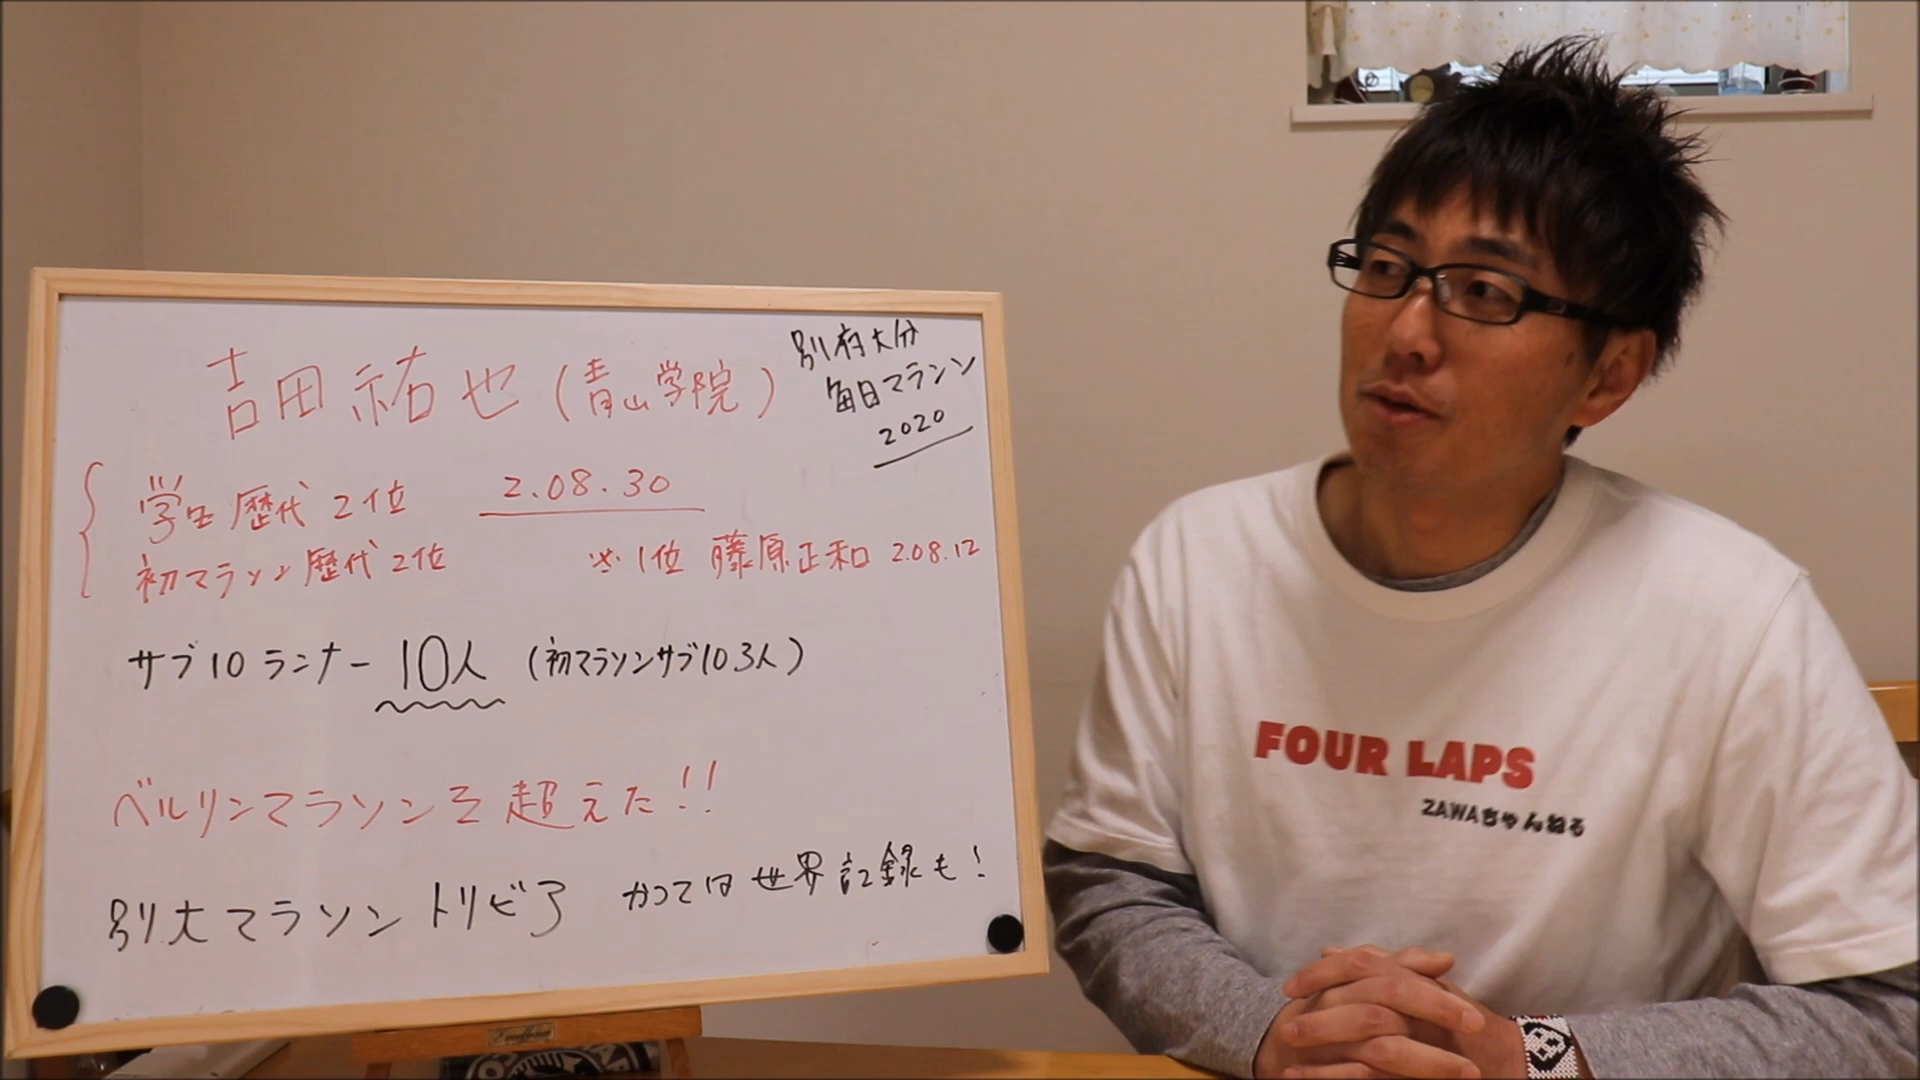 吉田祐也(青山学院)
別府大分
毎日マラソン
2020
学生歴代2位 2.08.30
初マラソン歴代2位 ※1位 藤原正和 2.08.12
サブ10ランナー 10人 (初マラソンサブ10 3人)
ベルリンマラソンを超えた!!
別大マラソントリビア かつては世界記録も!
FOUR LAPS
ZAWAちゃんねる